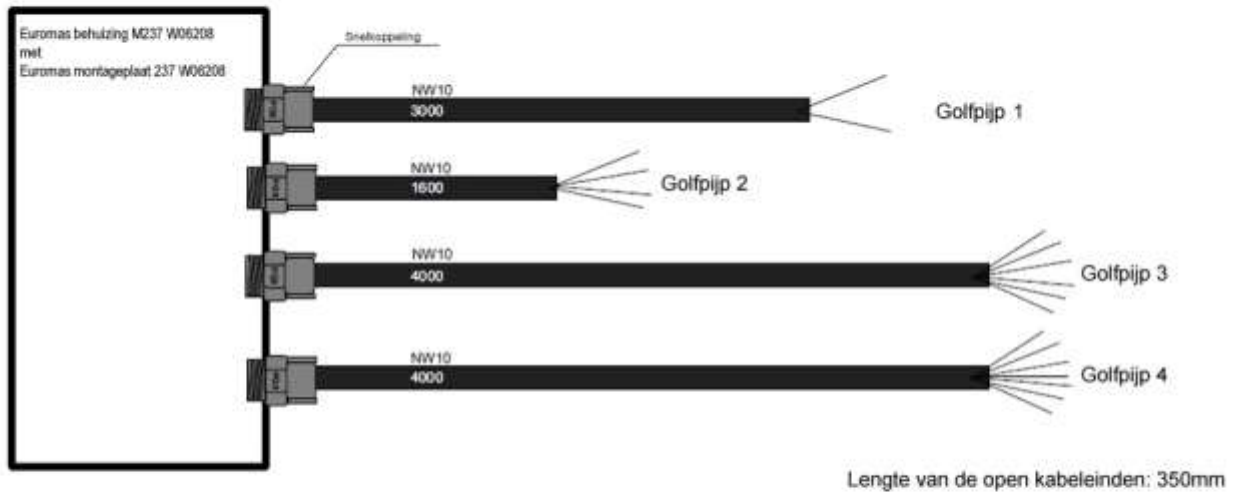 Euromas behuizing M237 W06208
met
Euromas montageplaat 237 W06208
Snelkoppeling
NW10
3000
Golfpijp 1
NW10
1600
Golfpijp 2
NW10
4000
Golfpijp 3
NW10
4000
Golfpijp 4
Lengte van de open kabeleinden: 350mm